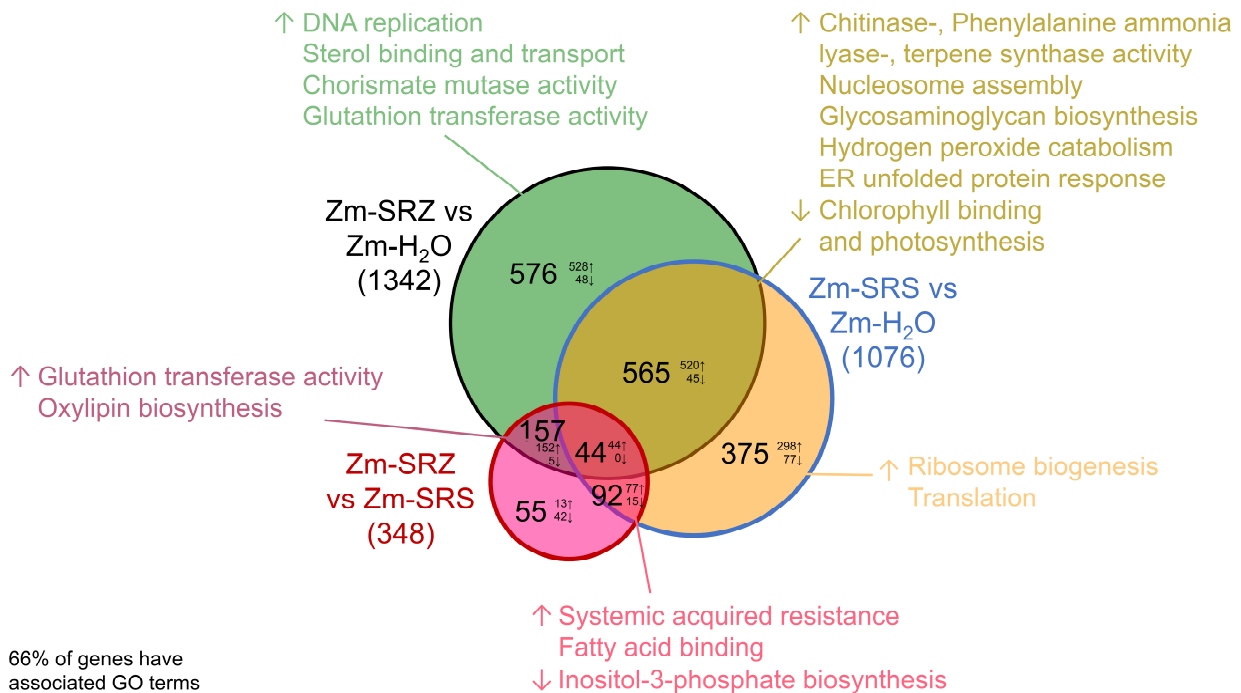 ↑ DNA replication
Sterol binding and transport
Chorismate mutase activity
Glutathion transferase activity
↑ Chitinase-, Phenylalanine ammonia
lyase-, terpene synthase activity
Nucleosome assembly
Glycosaminoglycan biosynthesis
Hydrogen peroxide catabolism
ER unfolded protein response
↓ Chlorophyll binding
and photosynthesis
Zm-SRZ vs
Zm-H₂O
(1342)
576 528↑
48↓
Zm-SRS vs
Zm-H₂O
(1076)
565 520↑
45↓
↑ Glutathion transferase activity
Oxylipin biosynthesis
157
152↑
5↓
44 44↑
0↓
375 298↑
77↓
↑ Ribosome biogenesis
Translation
Zm-SRZ
vs Zm-SRS
(348)
55 13↑
42↓
92 77↑
15↓
↑ Systemic acquired resistance
Fatty acid binding
↓ Inositol-3-phosphate biosynthesis
66% of genes have
associated GO terms